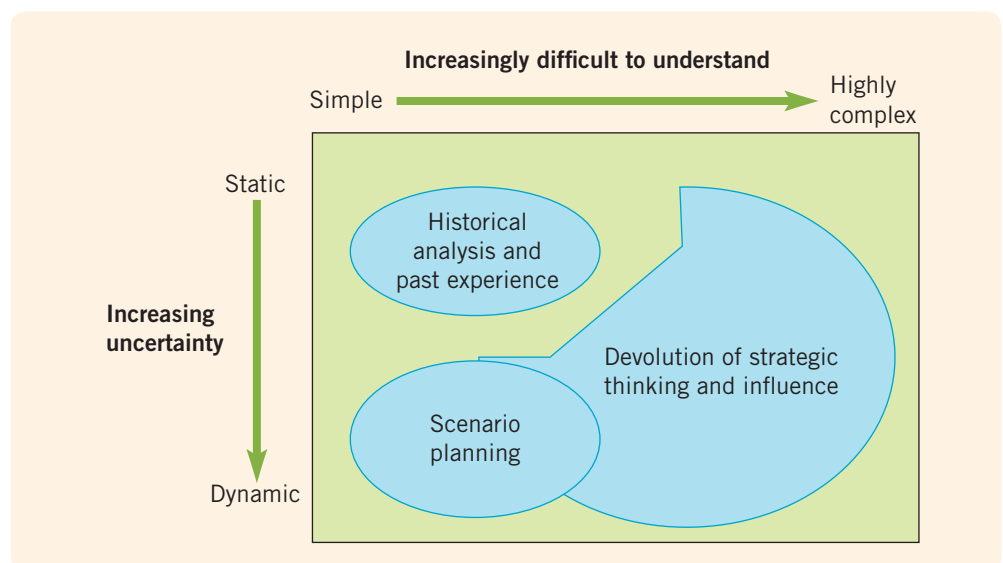 Increasingly difficult to understand
Simple
Highly
complex
Static
Historical
analysis and
past experience
Increasing
uncertainty
Devolution of strategic
thinking and influence
Scenario
planning
Dynamic